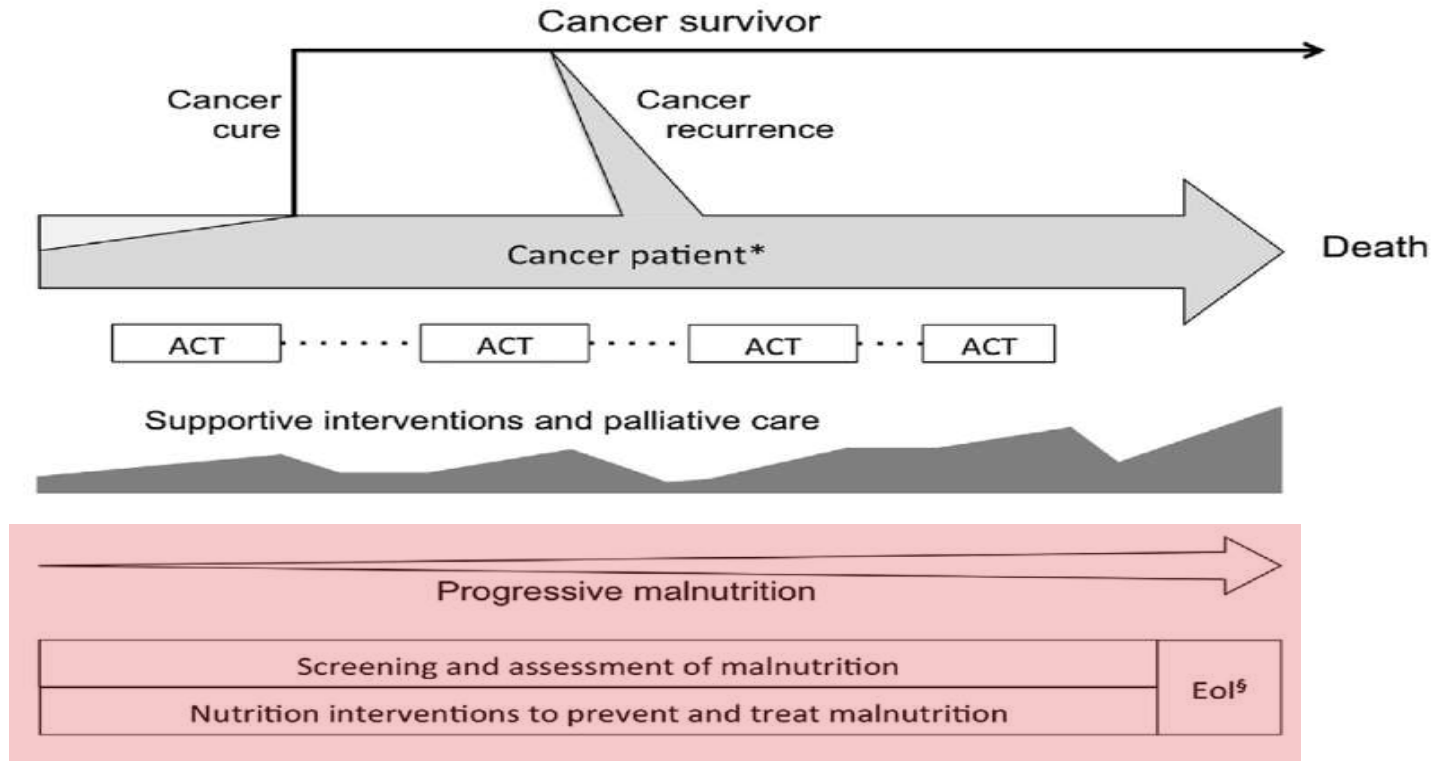 Cancer survivor
Cancer
cure
Cancer
recurrence
Cancer patient*
Death
ACT
ACT
ACT
ACT
Supportive interventions and palliative care
Progressive malnutrition
Screening and assessment of malnutrition
Nutrition interventions to prevent and treat malnutrition
Eol§